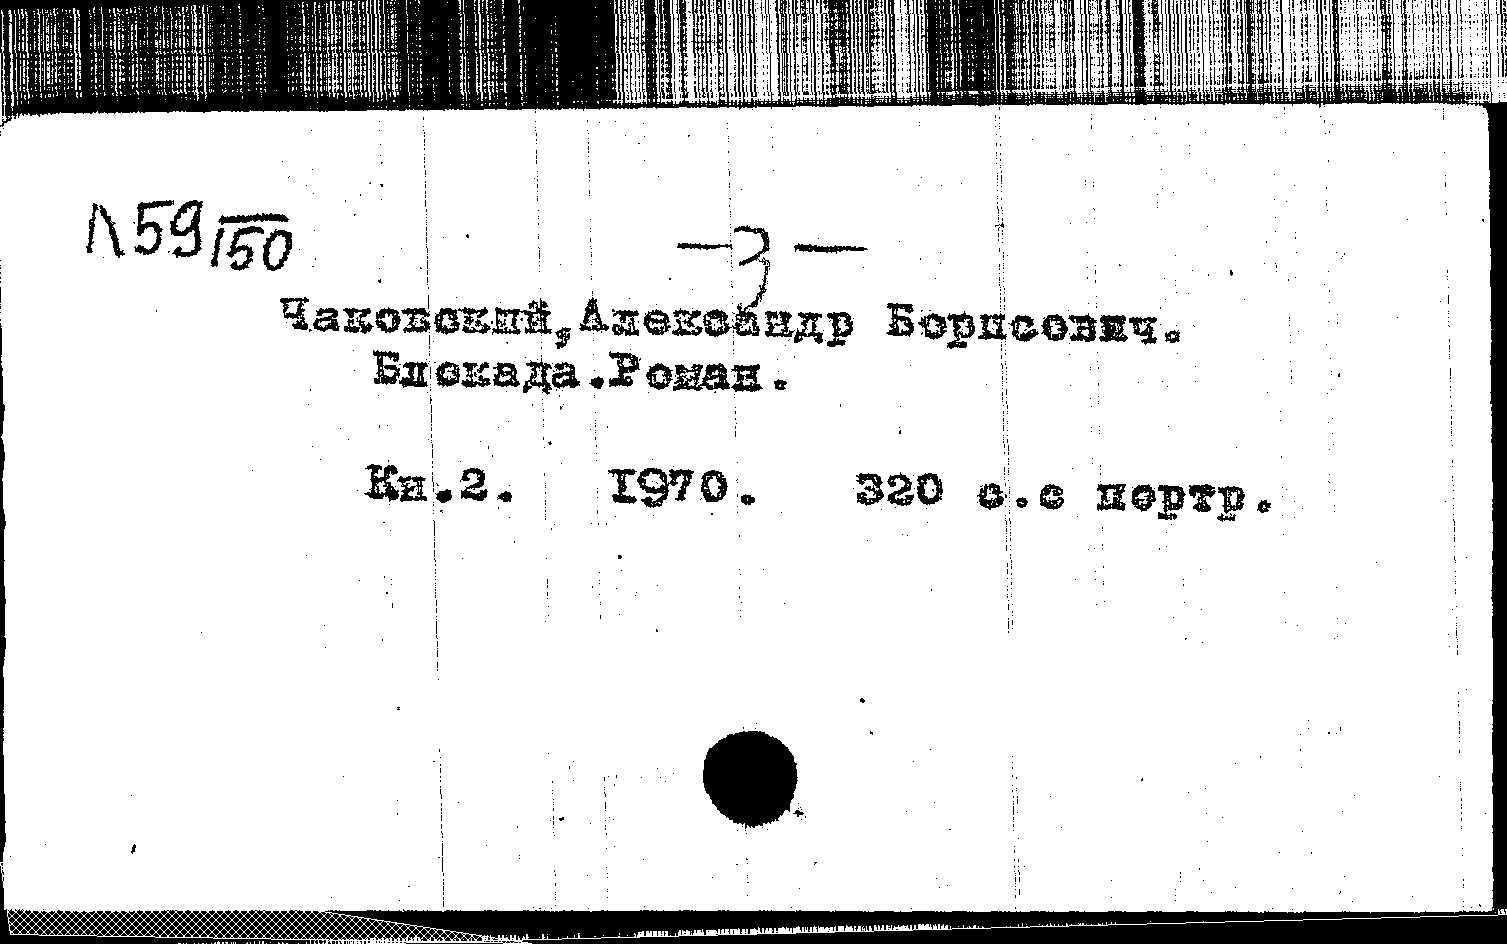 Л59/150
— 3 —
Чаковский,Александр Борисович.
Блокада.Роман.
Кн.2. 1970. 320 с.с портр.